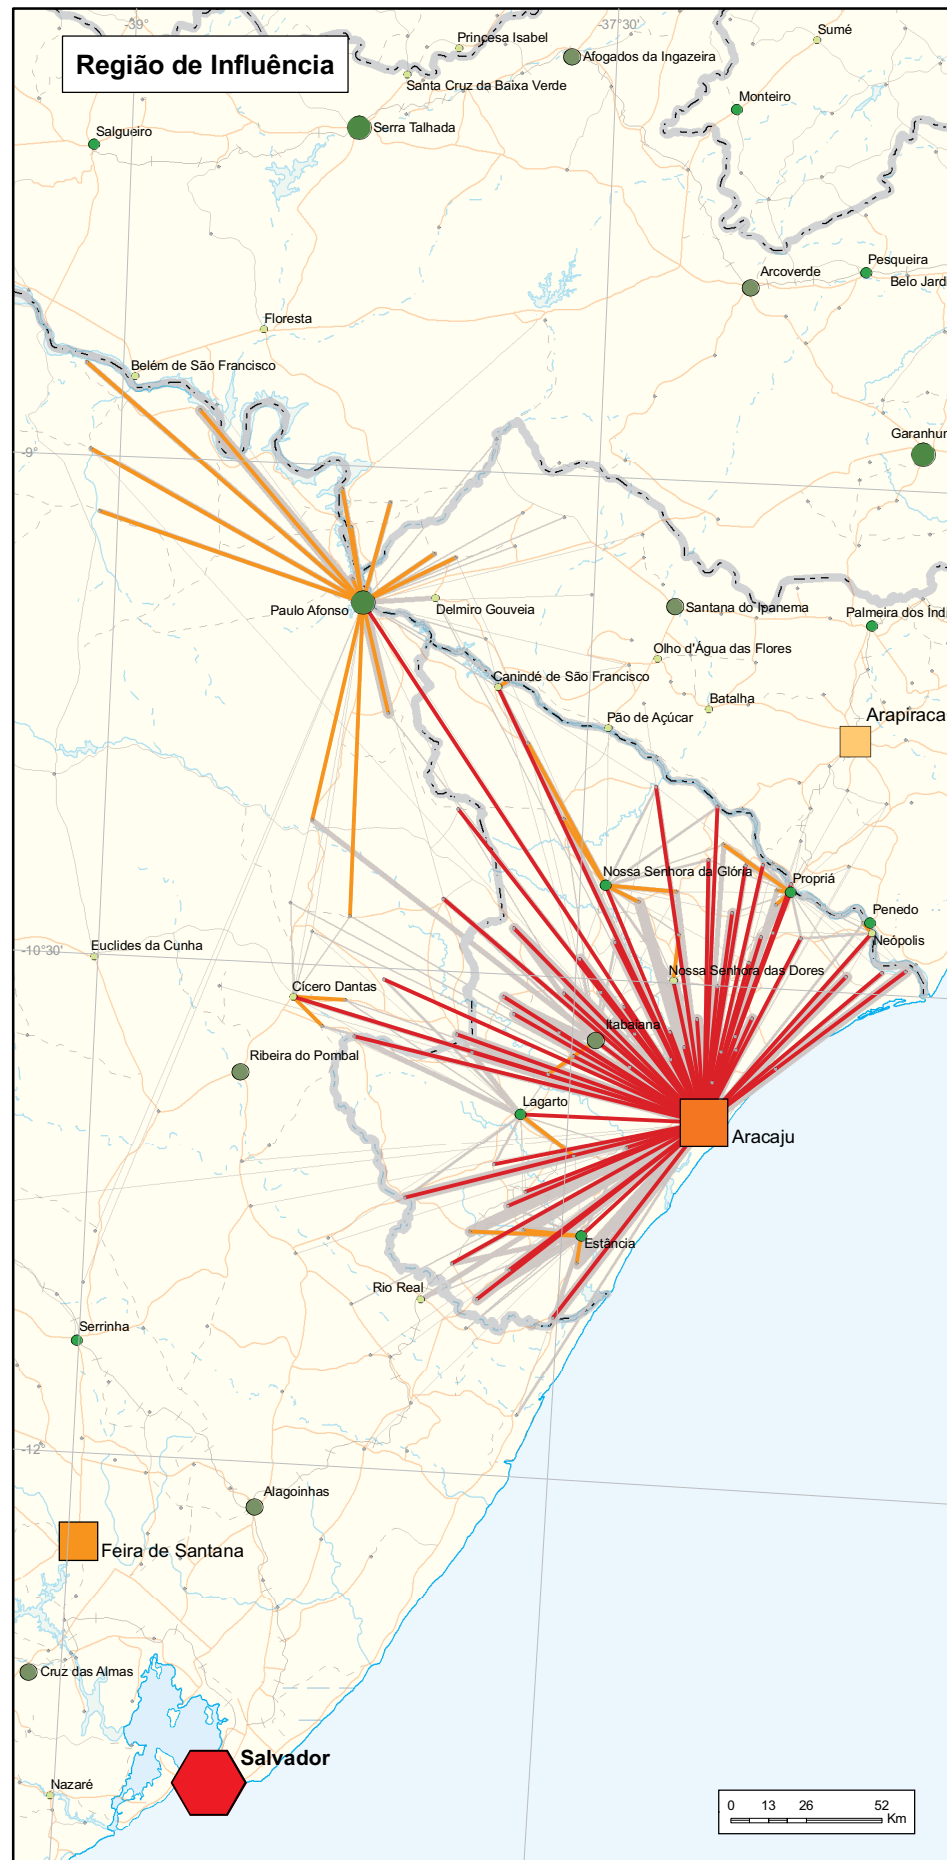 -39°
-37°30'
Região de Influência
Princesa Isabel
Sumé
Afogados da Ingazeira
Santa Cruz da Baixa Verde
Monteiro
Salgueiro
Serra Talhada
Pesqueira
Arcoverde
Belo Jard
Floresta
Belém de São Francisco
Garanhun
-9°
Paulo Afonso
Delmiro Gouveia
Santana do Ipanema
Palmeira dos Índ
Olho d'Água das Flores
Canindé de São Francisco
Batalha
Pão de Açúcar
Arapiraca
Nossa Senhora da Glória
Propriá
Penedo
Neópolis
-10°30'
Euclides da Cunha
Nossa Senhora das Dores
Cícero Dantas
Itabaiana
Ribeira do Pombal
Lagarto
Aracaju
Estância
Rio Real
Serrinha
-12°
Alagoinhas
Feira de Santana
Cruz das Almas
Salvador
Nazaré
0 13 26 52
Km